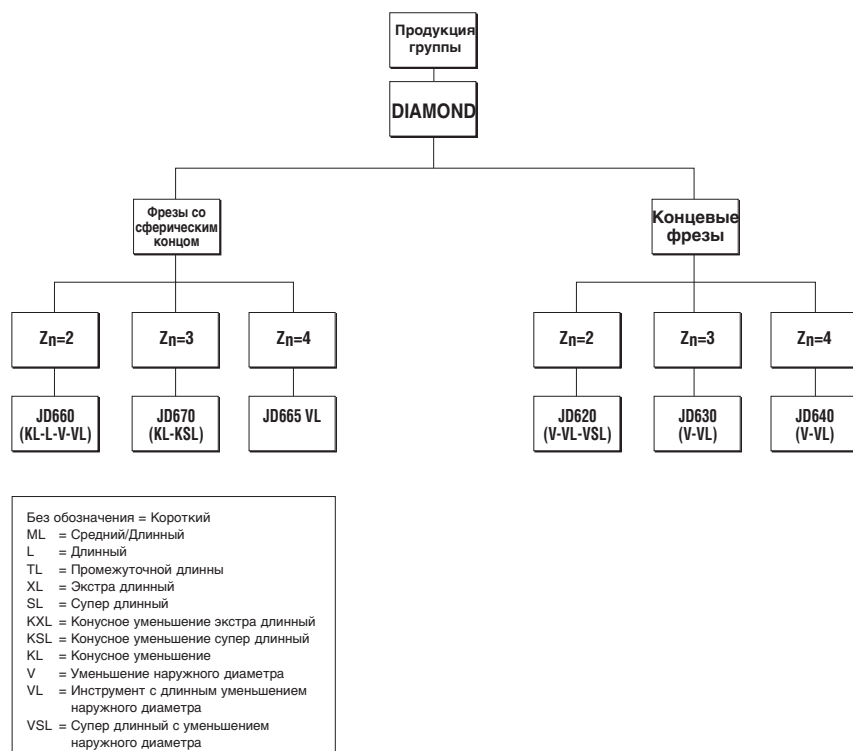 Продукция
группы
DIAMOND
Фрезы со
сферическим
концом
Концевые
фрезы
Zn=2
Zn=3
Zn=4
Zn=2
Zn=3
Zn=4
JD660
(KL-L-V-VL)
JD670
(KL-KSL)
JD665 VL
JD620
(V-VL-VSL)
JD630
(V-VL)
JD640
(V-VL)
Без обозначения = Короткий
ML = Средний/Длинный
L = Длинный
TL = Промежуточной длинны
XL = Экстра длинный
SL = Супер длинный
KXL = Конусное уменьшение экстра длинный
KSL = Конусное уменьшение супер длинный
KL = Конусное уменьшение
V = Уменьшение наружного диаметра
VL = Инструмент с длинным уменьшением
наружного диаметра
VSL = Супер длинный с уменьшением
наружного диаметра